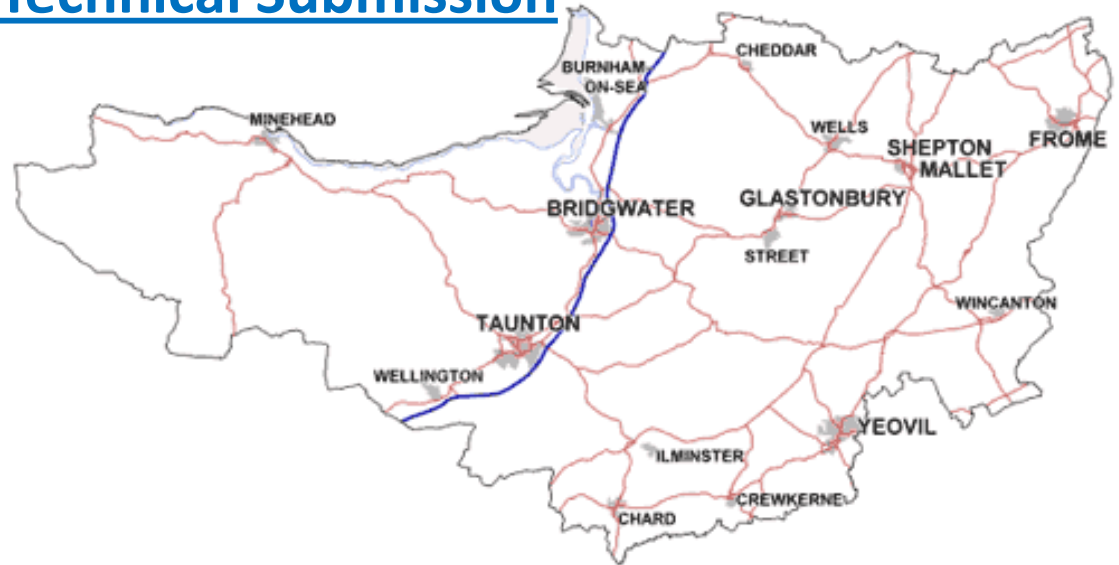 Technical Submission
CHEDDAR
BURNHAM-
ON-SEA
MINEHEAD
WELLS
FROME
SHEPTON
MALLET
GLASTONBURY
BRIDGWATER
STREET
WINCANTON
TAUNTON
WELLINGTON
YEOVIL
ILMINSTER
CREWKERNE
CHARD